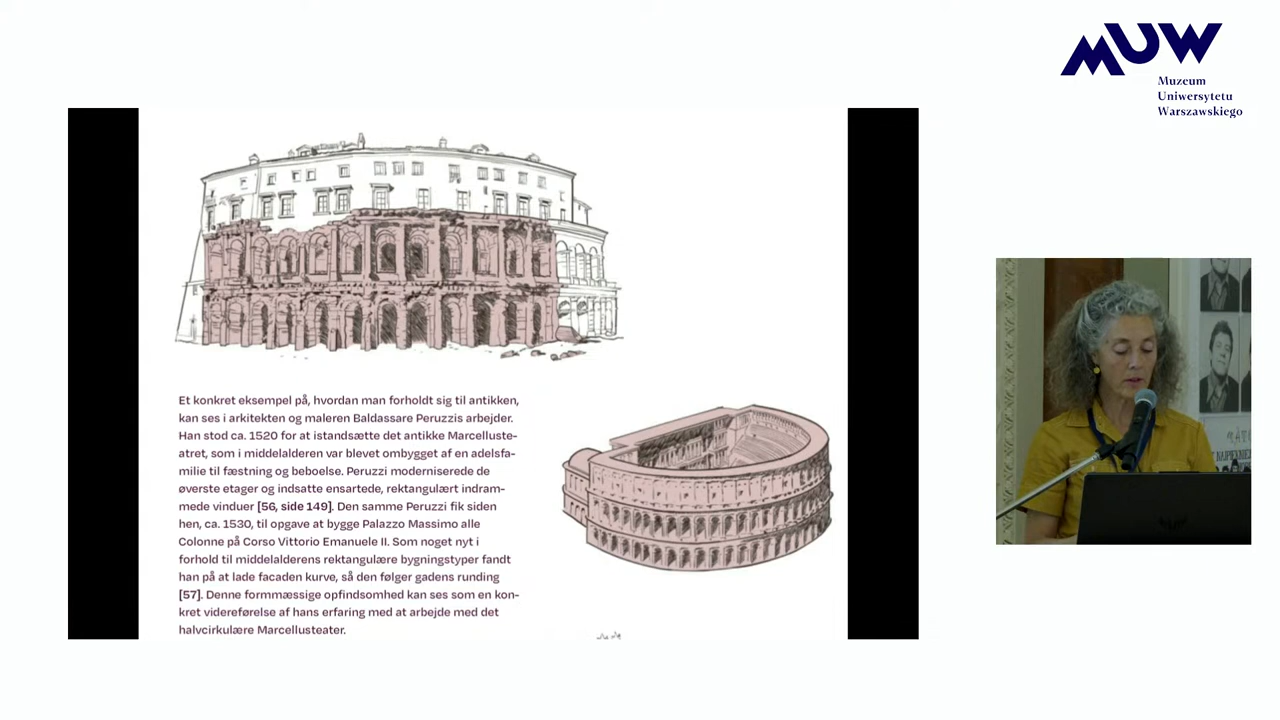 MUW
Muzeum
Uniwersytetu
Warszawskiego
Et konkret eksempel på, hvordan man forholdt sig til antikken,
kan ses i arkitekten og maleren Baldassare Peruzzis arbejder.
Han stod ca. 1520 for at istandsætte det antikke Marcelluste-
atret, som i middelalderen var blevet ombygget af en adelsfa-
milie til fæstning og beboelse. Peruzzi moderniserede de
øverste etager og indsatte ensartede, rektangulært indram-
mede vinduer [56, side 149]. Den samme Peruzzi fik siden
hen, ca. 1530, til opgave at bygge Palazzo Massimo alle
Colonne på Corso Vittorio Emanuele II. Som noget nyt i
forhold til middelalderens rektangulære bygningstyper fandt
han på at lade facaden kurve, så den følger gadens runding
[57]. Denne formmæssige opfindsomhed kan ses som en kon-
kret videreførelse af hans erfaring med at arbejde med det
halvcirkulære Marcellusteater.